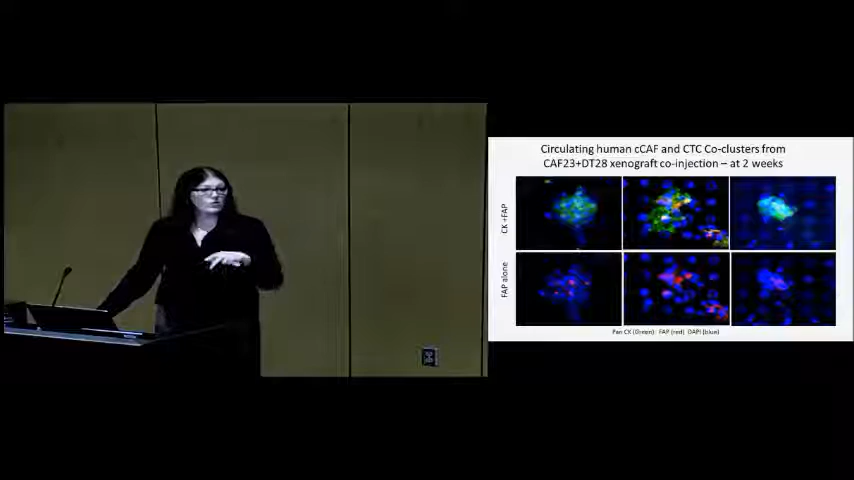 Circulating human cCAF and CTC Co-clusters from
CAF23+DT28 xenograft co-injection – at 2 weeks
CK +FAP
FAP alone
Pan CK (Green) FAP (red) DAPI (blue)